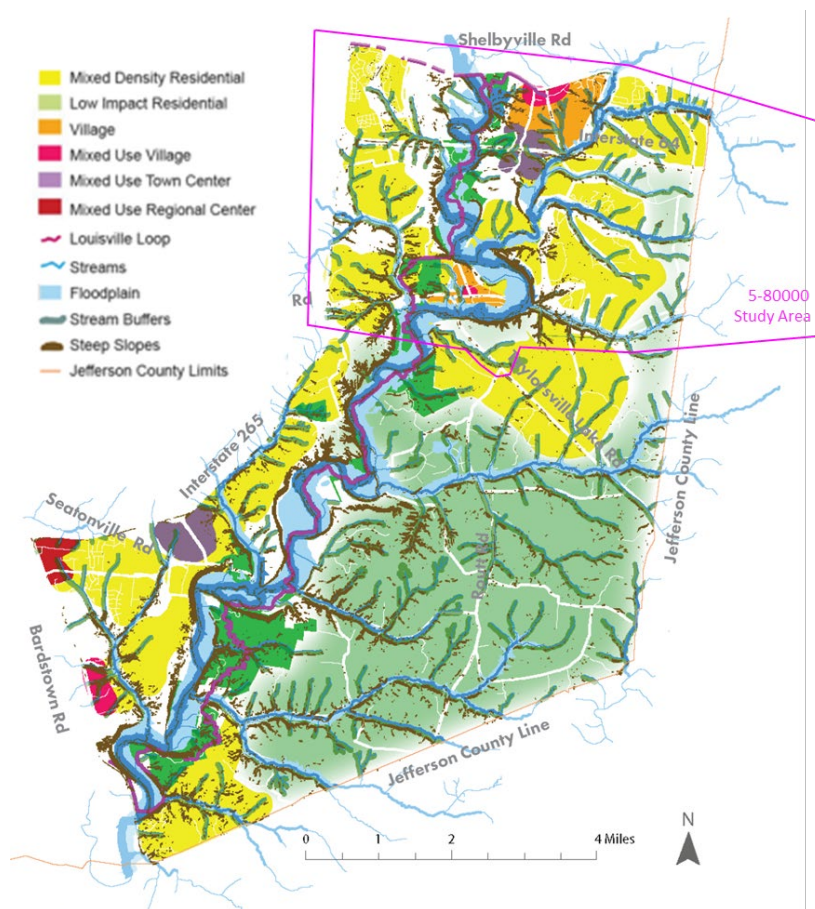 Shelbyville Rd
Mixed Density Residential
Low Impact Residential
Village
Mixed Use Village
Mixed Use Town Center
Mixed Use Regional Center
Louisville Loop
Streams
Floodplain
Stream Buffers
Steep Slopes
Jefferson County Limits
Interstate 64
Rd
5-80000
Study Area
Taylorsville Lake Rd
Interstate 265
Jefferson County Line
Seatonville Rd
Routt Rd
Bardstown Rd
Jefferson County Line
0 1 2 4 Miles
N